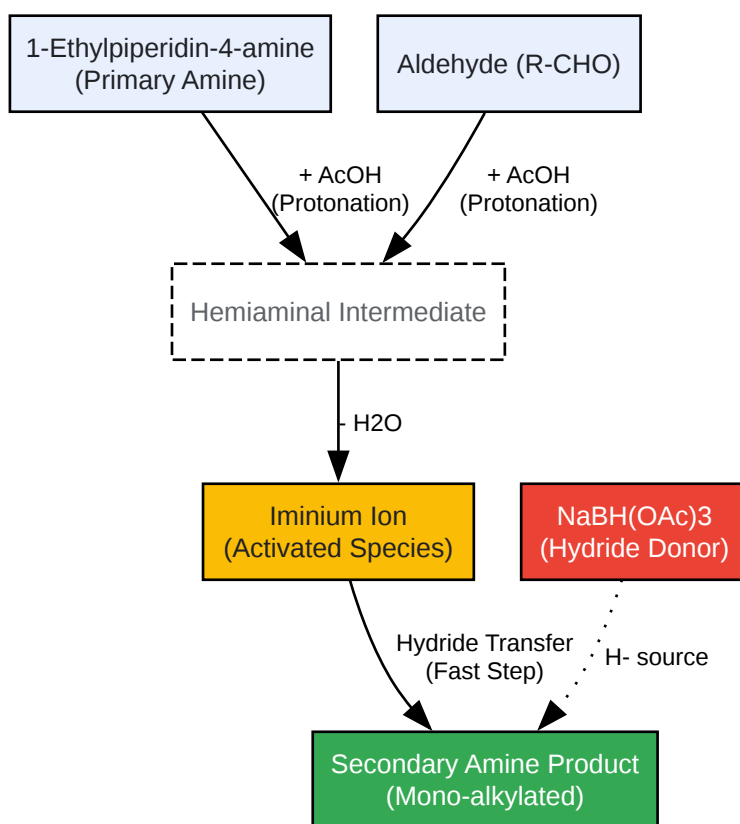 1-Ethylpiperidin-4-amine
(Primary Amine)
Aldehyde (R-CHO)
+ AcOH
(Protonation)
+ AcOH
(Protonation)
Hemiaminal Intermediate
- H2O
Iminium Ion
(Activated Species)
NaBH(OAc)3
(Hydride Donor)
Hydride Transfer
(Fast Step)
H- source
Secondary Amine Product
(Mono-alkylated)